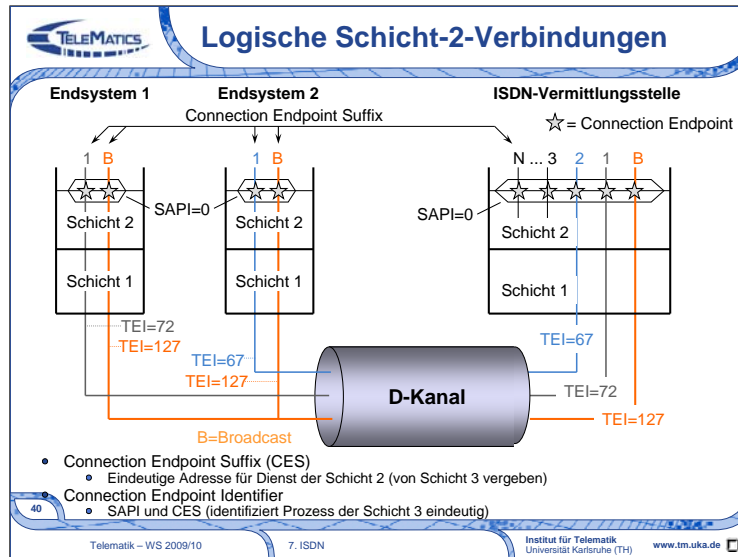 TELEMATICS
Logische Schicht-2-Verbindungen
Endsystem 1
Endsystem 2
ISDN-Vermittlungsstelle
Connection Endpoint Suffix
= Connection Endpoint
1 B
1 B
N ... 3 2 1 B
SAPI=0
SAPI=0
Schicht 2
Schicht 2
Schicht 2
Schicht 1
Schicht 1
Schicht 1
TEI=72
TEI=127
TEI=67
TEI=127
TEI=67
TEI=72
TEI=127
D-Kanal
B=Broadcast
• Connection Endpoint Suffix (CES)
• Eindeutige Adresse für Dienst der Schicht 2 (von Schicht 3 vergeben)
• Connection Endpoint Identifier
• SAPI und CES (identifiziert Prozess der Schicht 3 eindeutig)
40
Telematik – WS 2009/10
7. ISDN
Institut für Telematik
Universität Karlsruhe (TH)
www.tm.uka.de